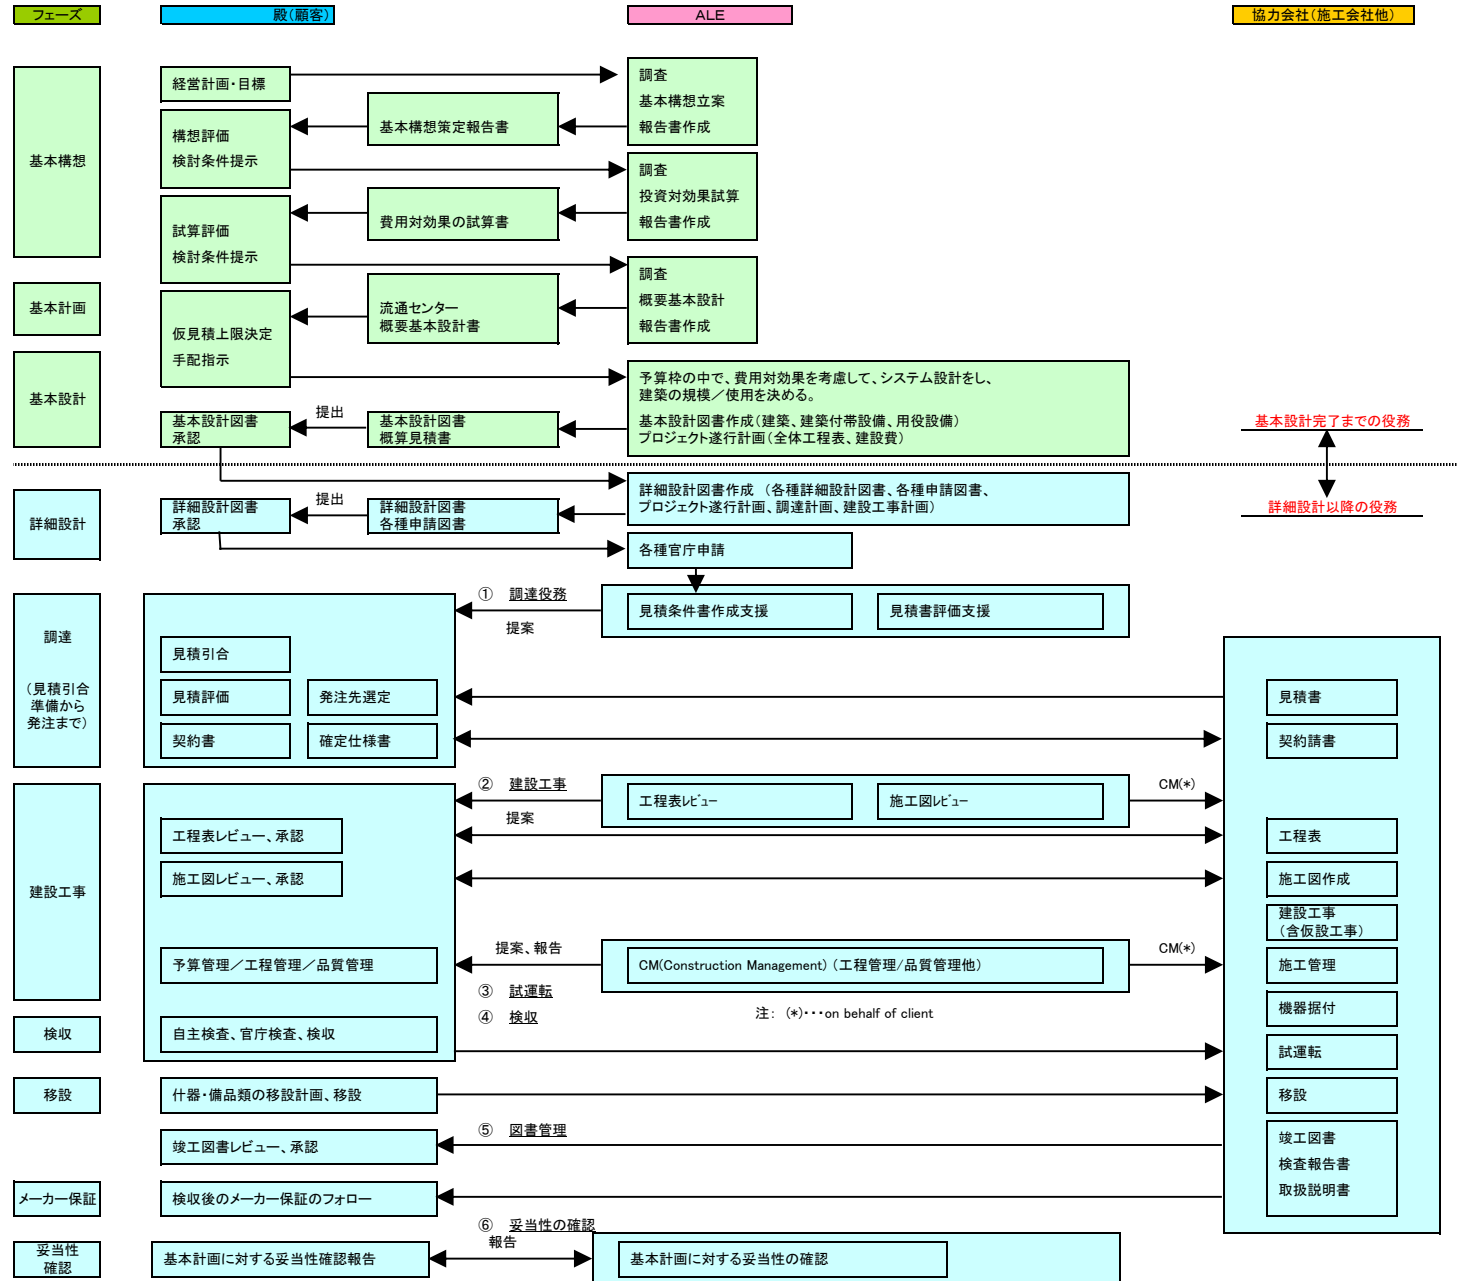 フェーズ
殿(顧客)
ALE
協力会社(施工会社他)
基本構想
経営計画・目標
調査
基本構想立案
報告書作成
基本構想策定報告書
構想評価
検討条件提示
調査
投資対効果試算
報告書作成
費用対効果の試算書
試算評価
検討条件提示
基本計画
調査
概要基本設計
報告書作成
流通センター
概要基本設計書
仮見積上限決定
手配指示
基本設計
予算枠の中で、費用対効果を考慮して、システム設計をし、
建築の規模／使用を決める。
基本設計図書作成(建築、建築付帯設備、用役設備)
プロジェクト遂行計画(全体工程表、建設費)
基本設計図書
概算見積書
提出
基本設計図書
承認
基本設計完了までの役務
詳細設計以降の役務
詳細設計
詳細設計図書作成 (各種詳細設計図書、各種申請図書、
プロジェクト遂行計画、調達計画、建設工事計画)
詳細設計図書
各種申請図書
提出
詳細設計図書
承認
各種官庁申請
調達
(見積引合
準備から
発注まで)
① 調達役務
提案
見積条件書作成支援
見積書評価支援
見積引合
見積評価
発注先選定
見積書
契約書
確定仕様書
契約請書
建設工事
② 建設工事
提案
工程表ﾚﾋﾞｭｰ
施工図ﾚﾋﾞｭｰ
CM(*)
工程表レビュー、承認
工程表
施工図レビュー、承認
施工図作成
建設工事
(含仮設工事)
予算管理／工程管理／品質管理
提案、報告
CM(Construction Management) (工程管理/品質管理他)
CM(*)
施工管理
③ 試運転
④ 検収
注： (*)・・・on behalf of client
機器据付
検収
自主検査、官庁検査、検収
試運転
移設
什器・備品類の移設計画、移設
移設
⑤ 図書管理
竣工図書レビュー、承認
竣工図書
検査報告書
取扱説明書
メーカー保証
検収後のメーカー保証のフォロー
⑥ 妥当性の確認
報告
妥当性
確認
基本計画に対する妥当性確認報告
基本計画に対する妥当性の確認